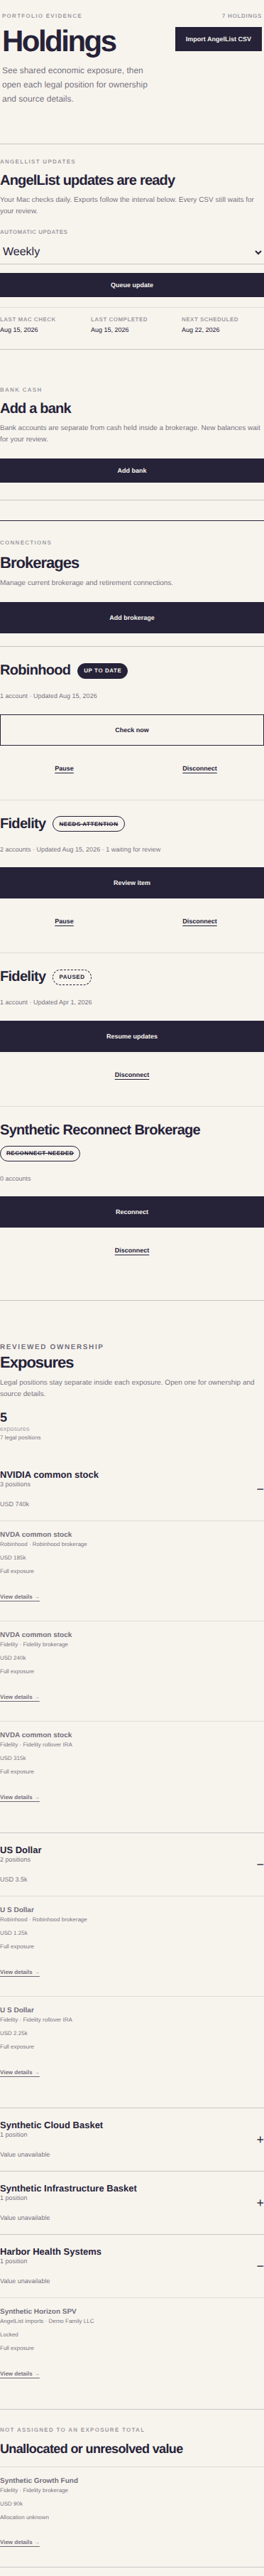 PORTFOLIO EVIDENCE
7 HOLDINGS
Holdings
Import AngelList CSV
See shared economic exposure, then
open each legal position for ownership
and source details.
ANGELLIST UPDATES
AngelList updates are ready
Your Mac checks daily. Exports follow the interval below. Every CSV still waits for
your review.
AUTOMATIC UPDATES
Weekly
Queue update
LAST MAC CHECK
LAST COMPLETED
NEXT SCHEDULED
Aug 15, 2026
Aug 15, 2026
Aug 22, 2026
BANK CASH
Add a bank
Bank accounts are separate from cash held inside a brokerage. New balances wait
for your review.
Add bank
CONNECTIONS
Brokerages
Manage current brokerage and retirement connections.
Add brokerage
Robinhood
UP TO DATE
1 account · Updated Aug 15, 2026
Check now
Pause
Disconnect
Fidelity
NEEDS ATTENTION
2 accounts · Updated Aug 15, 2026 · 1 waiting for review
Review item
Pause
Disconnect
Fidelity
PAUSED
1 account · Updated Apr 1, 2026
Resume updates
Disconnect
Synthetic Reconnect Brokerage
RECONNECT NEEDED
0 accounts
Reconnect
Disconnect
REVIEWED OWNERSHIP
Exposures
Legal positions stay separate inside each exposure. Open one for ownership and
source details.
5
exposures
7 legal positions
NVIDIA common stock
3 positions
−
USD 740k
NVDA common stock
Robinhood · Robinhood brokerage
USD 185k
Full exposure
View details →
NVDA common stock
Fidelity · Fidelity brokerage
USD 240k
Full exposure
View details →
NVDA common stock
Fidelity · Fidelity rollover IRA
USD 315k
Full exposure
View details →
US Dollar
2 positions
−
USD 3.5k
U S Dollar
Robinhood · Robinhood brokerage
USD 1.25k
Full exposure
View details →
U S Dollar
Fidelity · Fidelity rollover IRA
USD 2.25k
Full exposure
View details →
Synthetic Cloud Basket
1 position
+
Value unavailable
Synthetic Infrastructure Basket
1 position
+
Value unavailable
Harbor Health Systems
1 position
−
Value unavailable
Synthetic Horizon SPV
AngelList imports · Demo Family LLC
Locked
Full exposure
View details →
NOT ASSIGNED TO AN EXPOSURE TOTAL
Unallocated or unresolved value
Synthetic Growth Fund
Fidelity · Fidelity brokerage
USD 90k
Allocation unknown
View details →